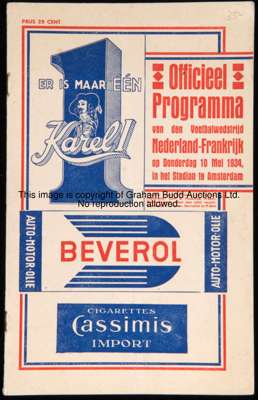 PRIJS 20 CENT
25-
ER IS MAAR ÉÉN
1
Karel I
Officieel
Programma
van den Voetbalwedstrijd
Nederland-Frankrijk
op Donderdag 10 Mei 1934,
in het Stadion te Amsterdam
This image is copyright of Graham Budd Auctions Ltd.
No reproduction allowed.
AUTO-MOTOR-OLIE
BEVEROL
AUTO-MOTOR-OLIE
CIGARETTES
Cassimis
IMPORT